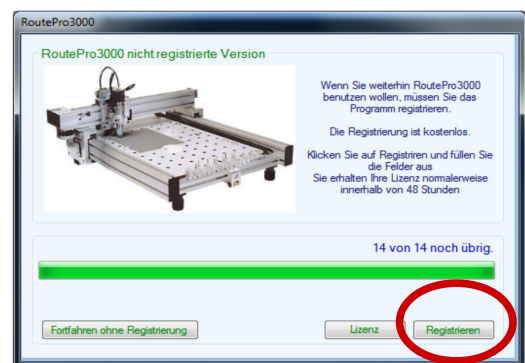 RoutePro3000
RoutePro3000 nicht registrierte Version
Wenn Sie weiterhin RoutePro3000
benutzen wollen, müssen Sie das
Programm registrieren.
Die Registrierung ist kostenlos.
Klicken Sie auf Registriren und füllen Sie
die Felder aus
Sie erhalten Ihre Lizenz normalerweise
innerhalb von 48 Stunden
14 von 14 noch übrig.
Fortfahren ohne Registrierung
Lizenz
Registrieren